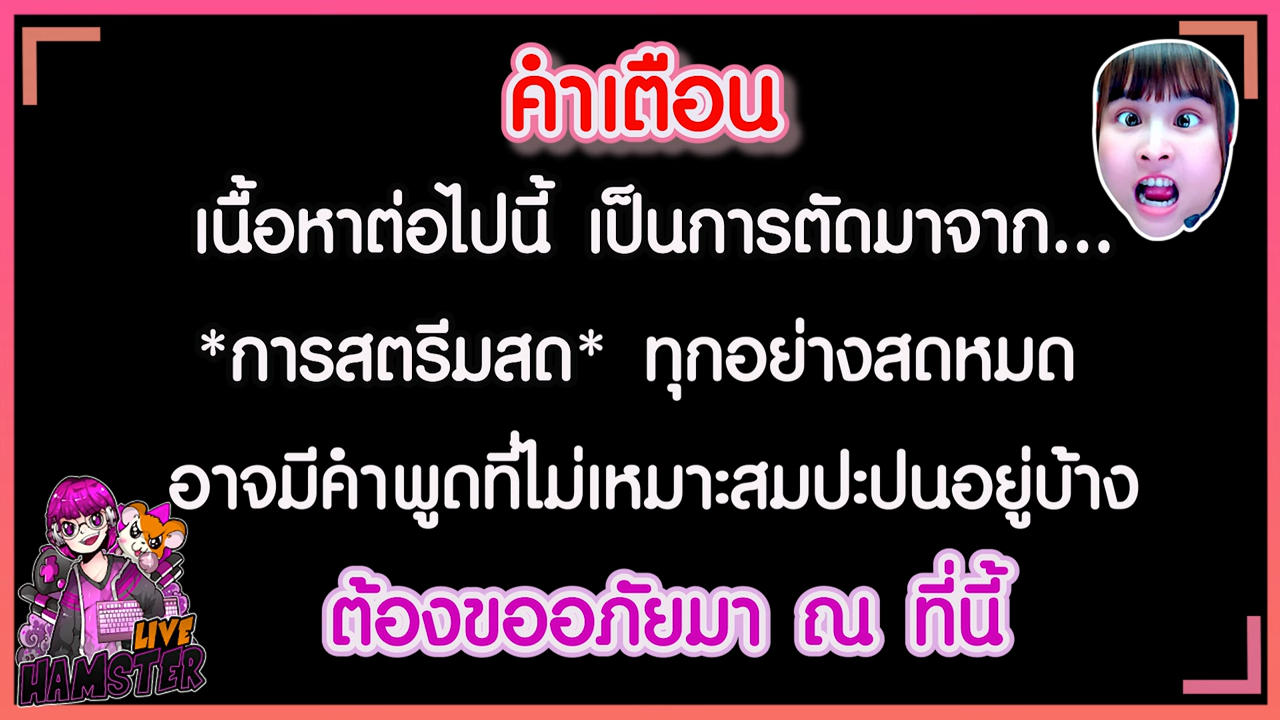 คำเตือน
เนื้อหาต่อไปนี้ เป็นการตัดมาจาก...
*การสตรีมสด* ทุกอย่างสดหมด
อาจมีคำพูดที่ไม่เหมาะสมปะปนอยู่บ้าง
ต้องขออภัยมา ณ ที่นี้
LIVE
HAMSTER